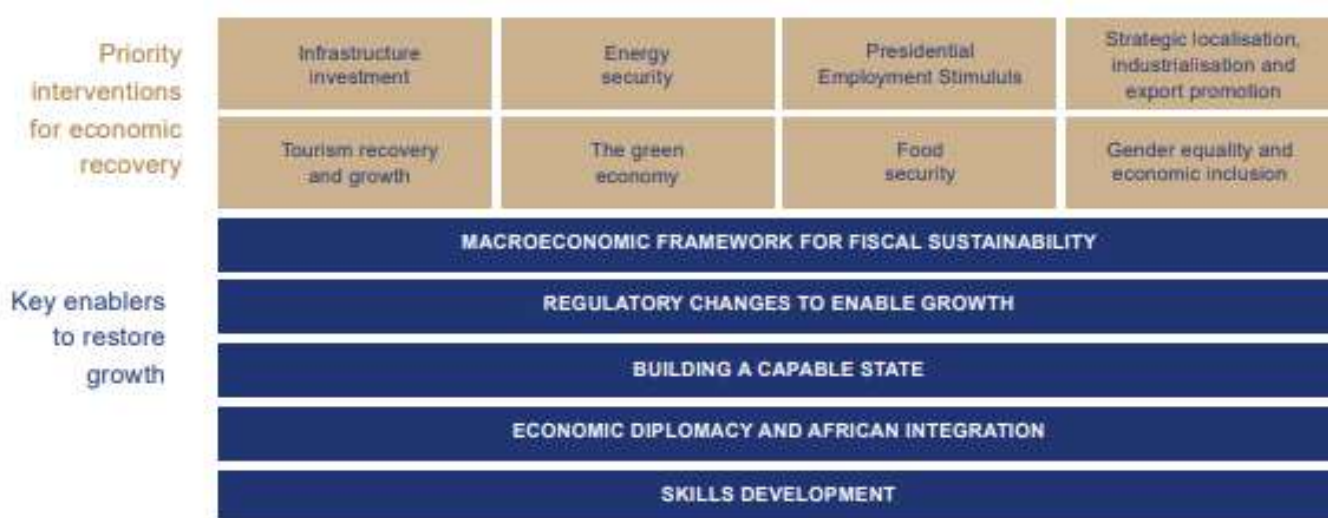 Priority
interventions
for economic
recovery
Infrastructure
investment
Energy
security
Presidential
Employment Stimululs
Strategic localisation,
industrialisation and
export promotion
Tourism recovery
and growth
The green
economy
Food
security
Gender equality and
economic inclusion
Key enablers
to restore
growth
MACROECONOMIC FRAMEWORK FOR FISCAL SUSTAINABILITY
REGULATORY CHANGES TO ENABLE GROWTH
BUILDING A CAPABLE STATE
ECONOMIC DIPLOMACY AND AFRICAN INTEGRATION
SKILLS DEVELOPMENT